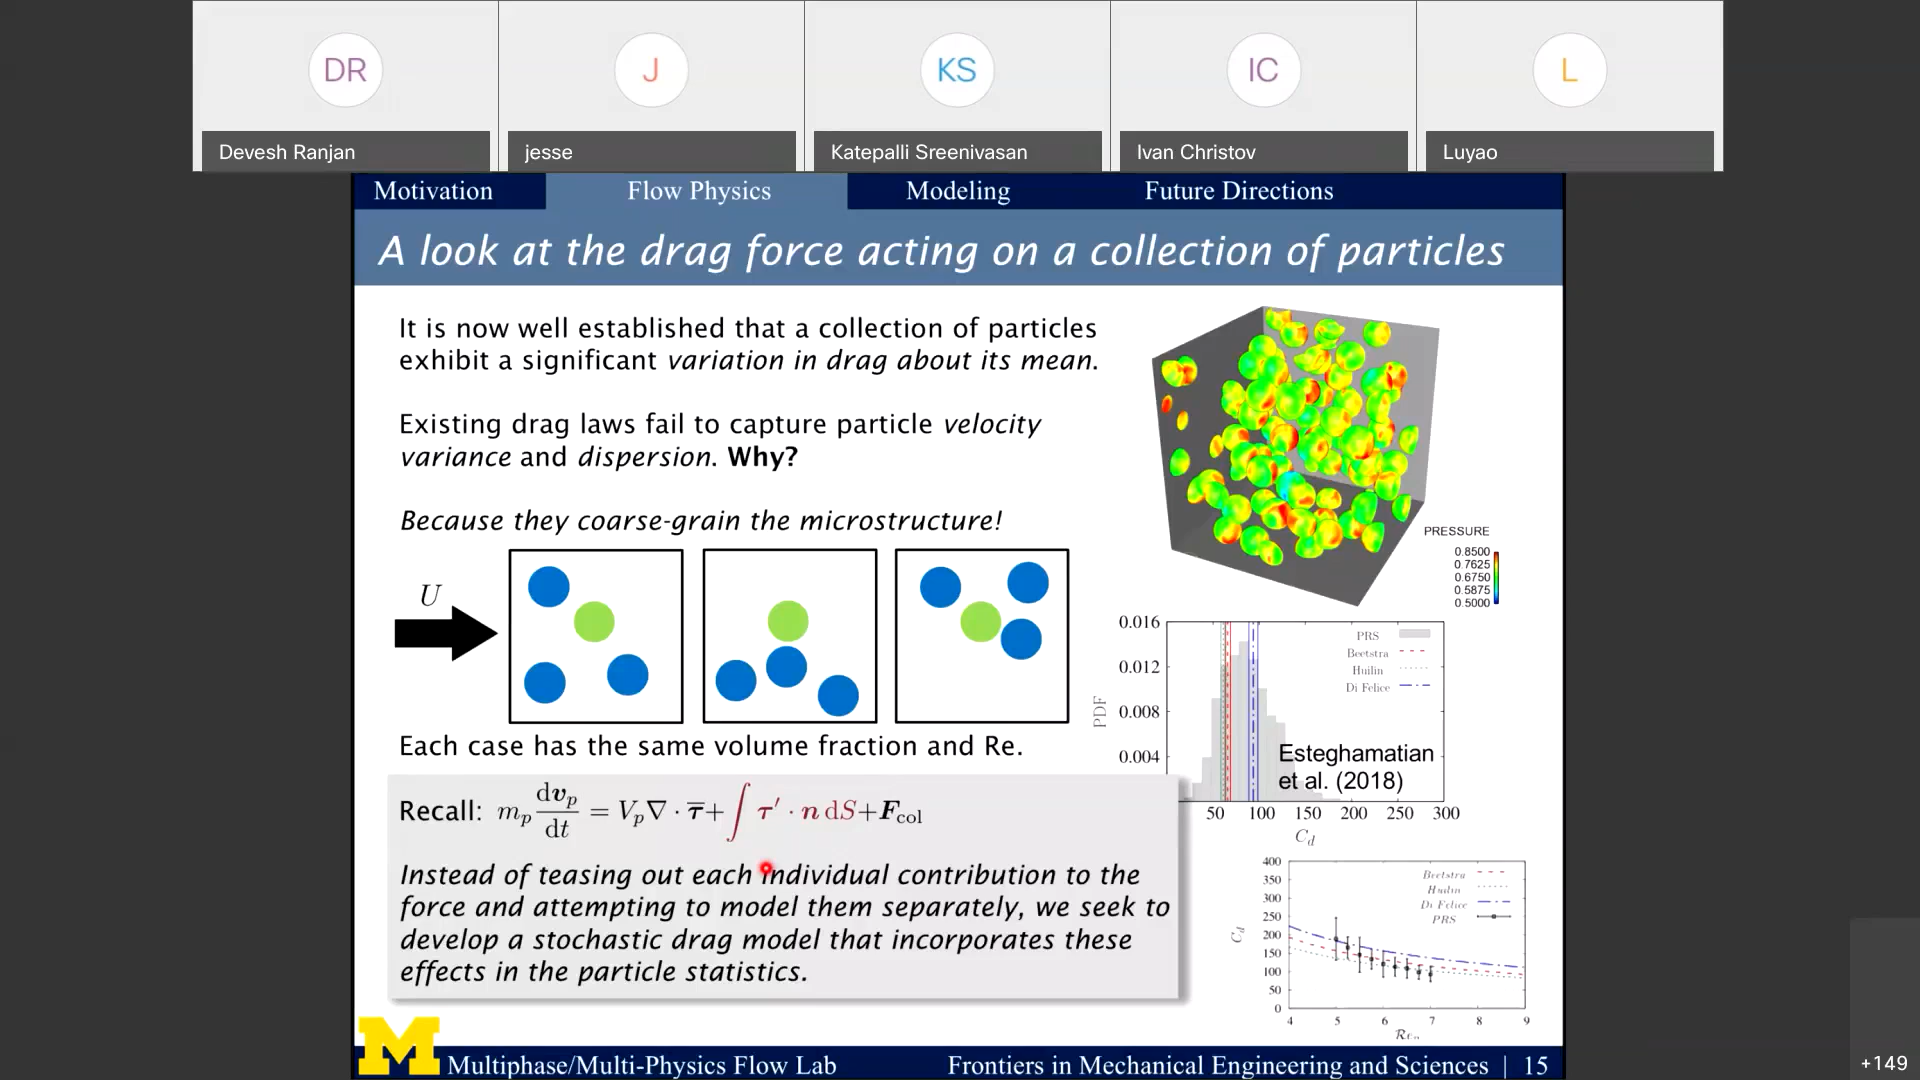 DR
J
KS
IC
L
Devesh Ranjan
jesse
Katepalli Sreenivasan
Ivan Christov
Luyao
Motivation
Flow Physics
Modeling
Future Directions
A look at the drag force acting on a collection of particles
It is now well established that a collection of particles
exhibit a significant variation in drag about its mean.
Existing drag laws fail to capture particle velocity
variance and dispersion. Why?
Because they coarse-grain the microstructure!
U
Each case has the same volume fraction and Re.
Recall: m_p dv_p/dt = V_p∇ · τ̅ + ∫ τ′ · n dS + F_col
Instead of teasing out each individual contribution to the
force and attempting to model them separately, we seek to
develop a stochastic drag model that incorporates these
effects in the particle statistics.
PRESSURE
0.8500
0.7625
0.6750
0.5875
0.5000
0.016
0.012
0.008
0.004
PDF
PRS
Beetstra
Huilin
Di Felice
Esteghamatian
et al. (2018)
50 100 150 200 250 300
C_d
400
350
300
250
200
150
100
50
0
C_d
Beetstra
Huilin
Di Felice
PRS
4 5 6 7 8 9
M
Multiphase/Multi-Physics Flow Lab
Frontiers in Mechanical Engineering and Sciences | 15
+149